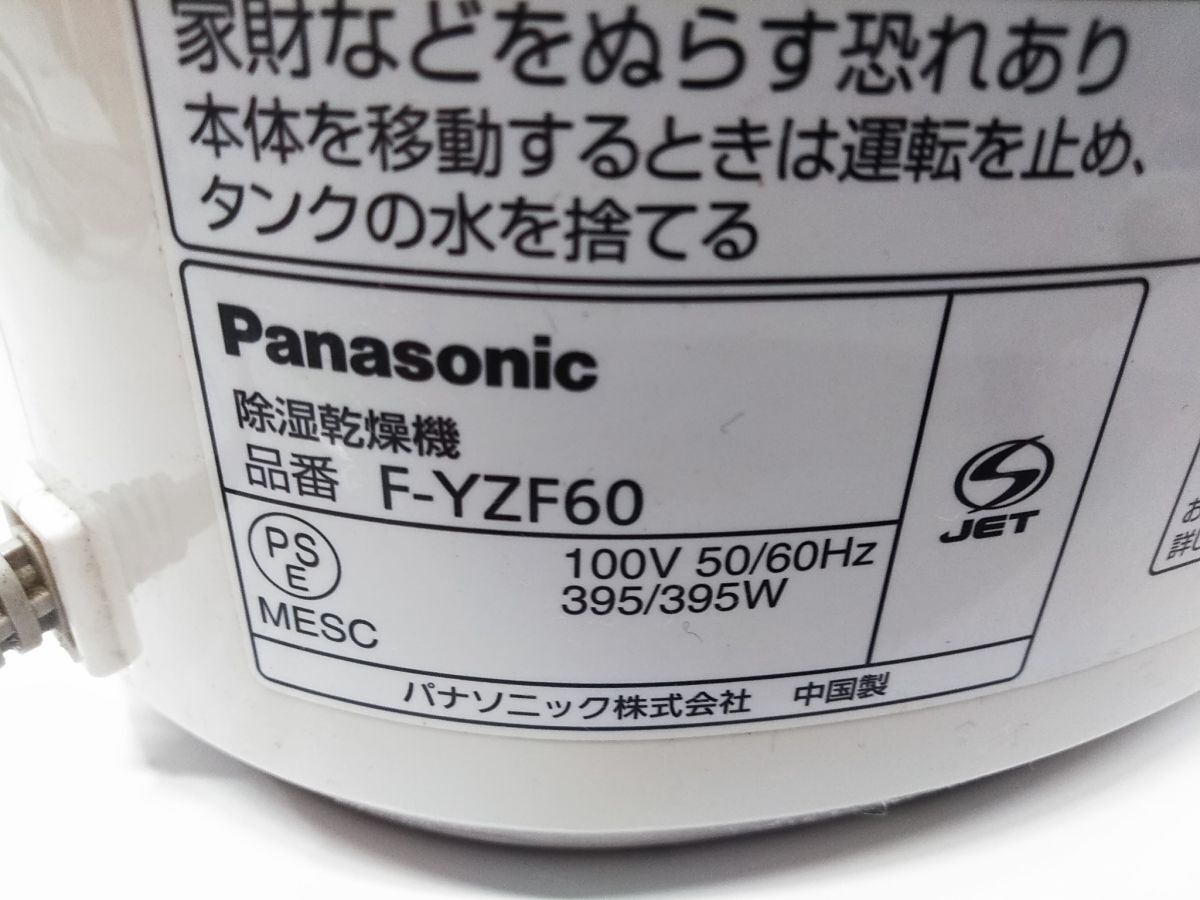 家財などをぬらす恐れあり
本体を移動するときは運転を止め、
タンクの水を捨てる
Panasonic
除湿乾燥機
品番 F-YZF60
PS
E
MESC
100V 50/60Hz
395/395W
JET
パナソニック株式会社 中国製
お
詳し